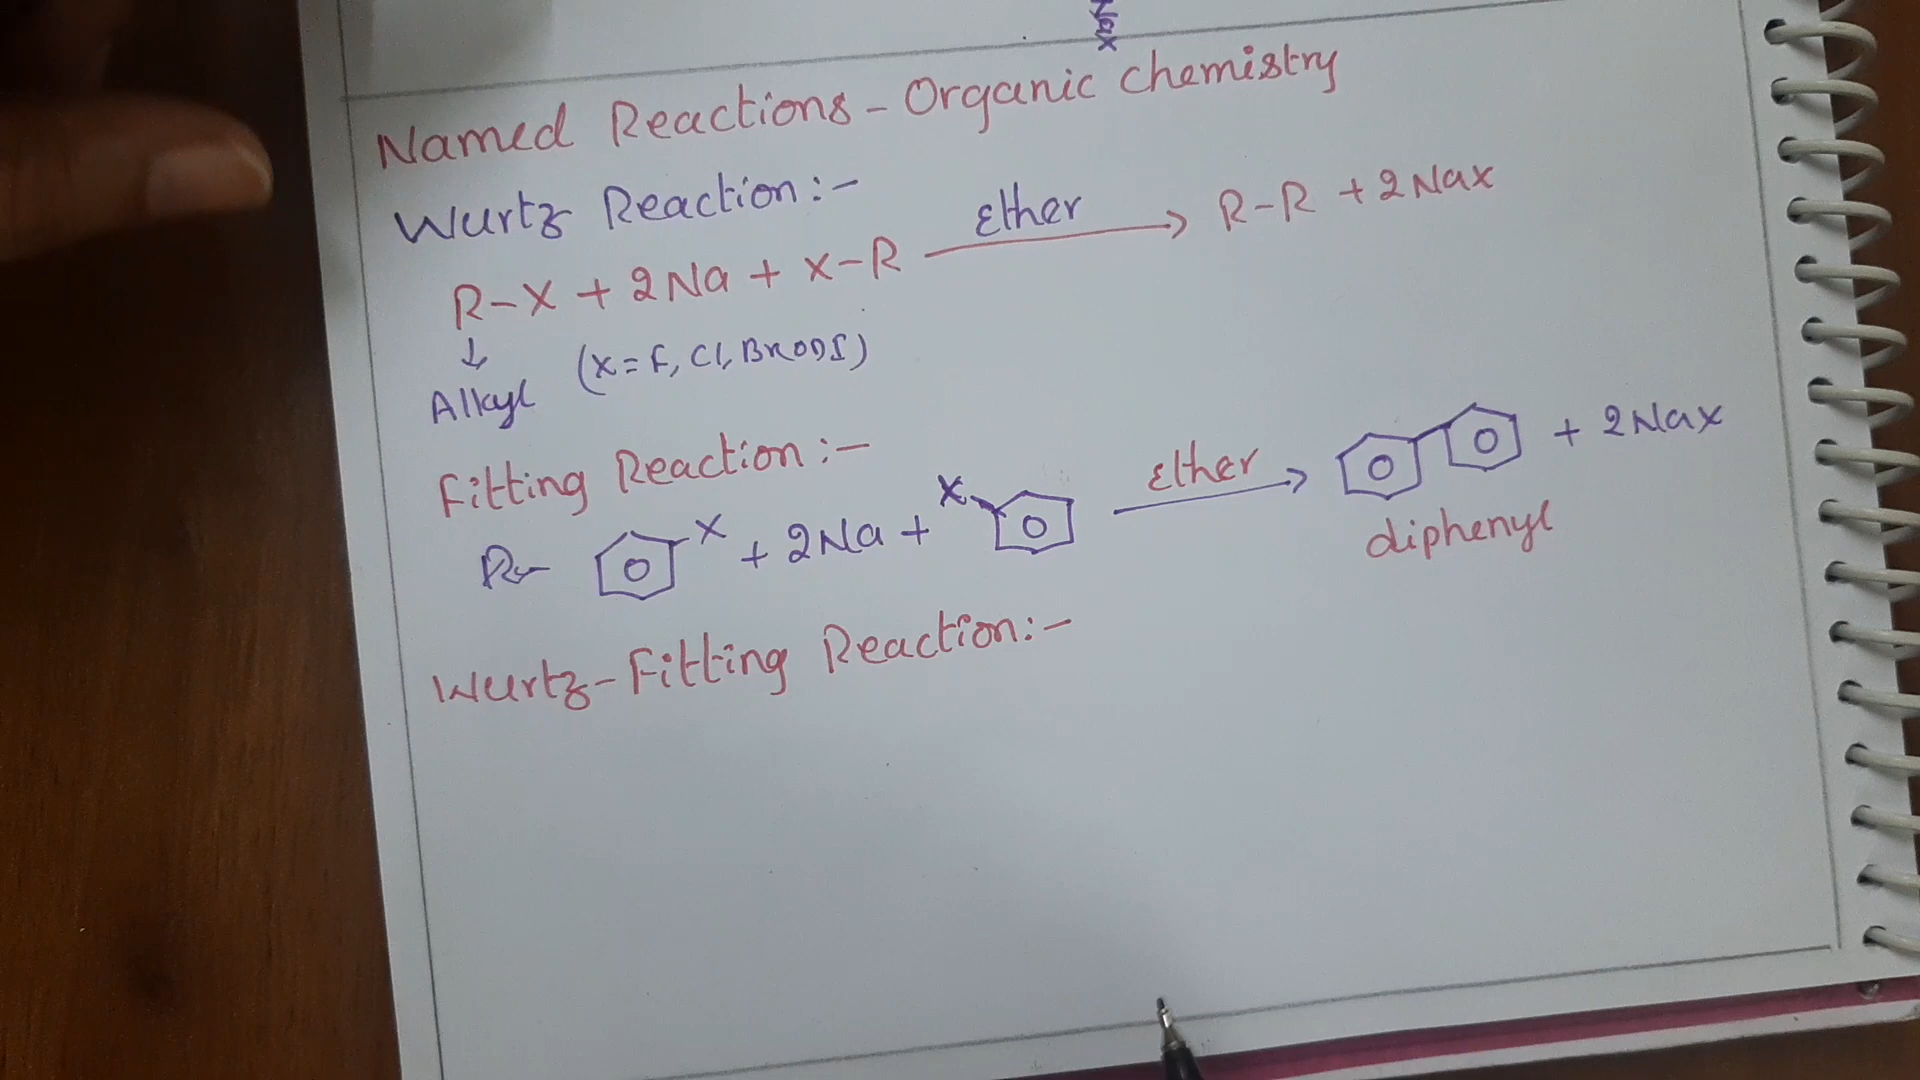 Nax
Named Reactions - Organic chemistry
Wurtz Reaction :-
R-X + 2Na + X-R Ether → R-R + 2Nax
↓
Alkyl (X = F, Cl, Br or I)
Fitting Reaction :-
R- X + 2Na + X Ether → + 2Nax
diphenyl
Wurtz-Fitting Reaction :-